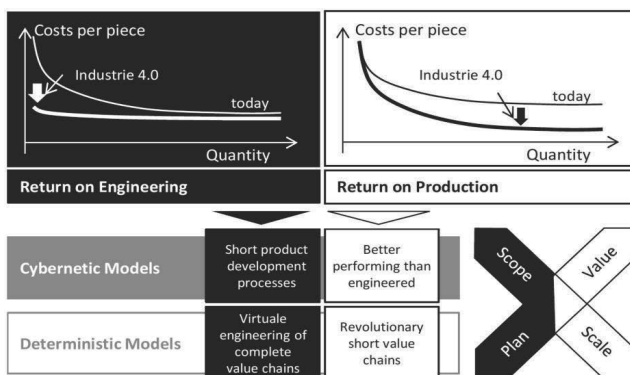 Costs per piece
Industrie 4.0
today
Quantity
Return on Engineering
Costs per piece
Industrie 4.0
today
Quantity
Return on Production
Cybernetic Models
Short product
development
processes
Better
performing than
engineered
Deterministic Models
Virtuale
engineering of
complete
value chains
Revolutionary
short value
chains
Scope
Value
Plan
Scale